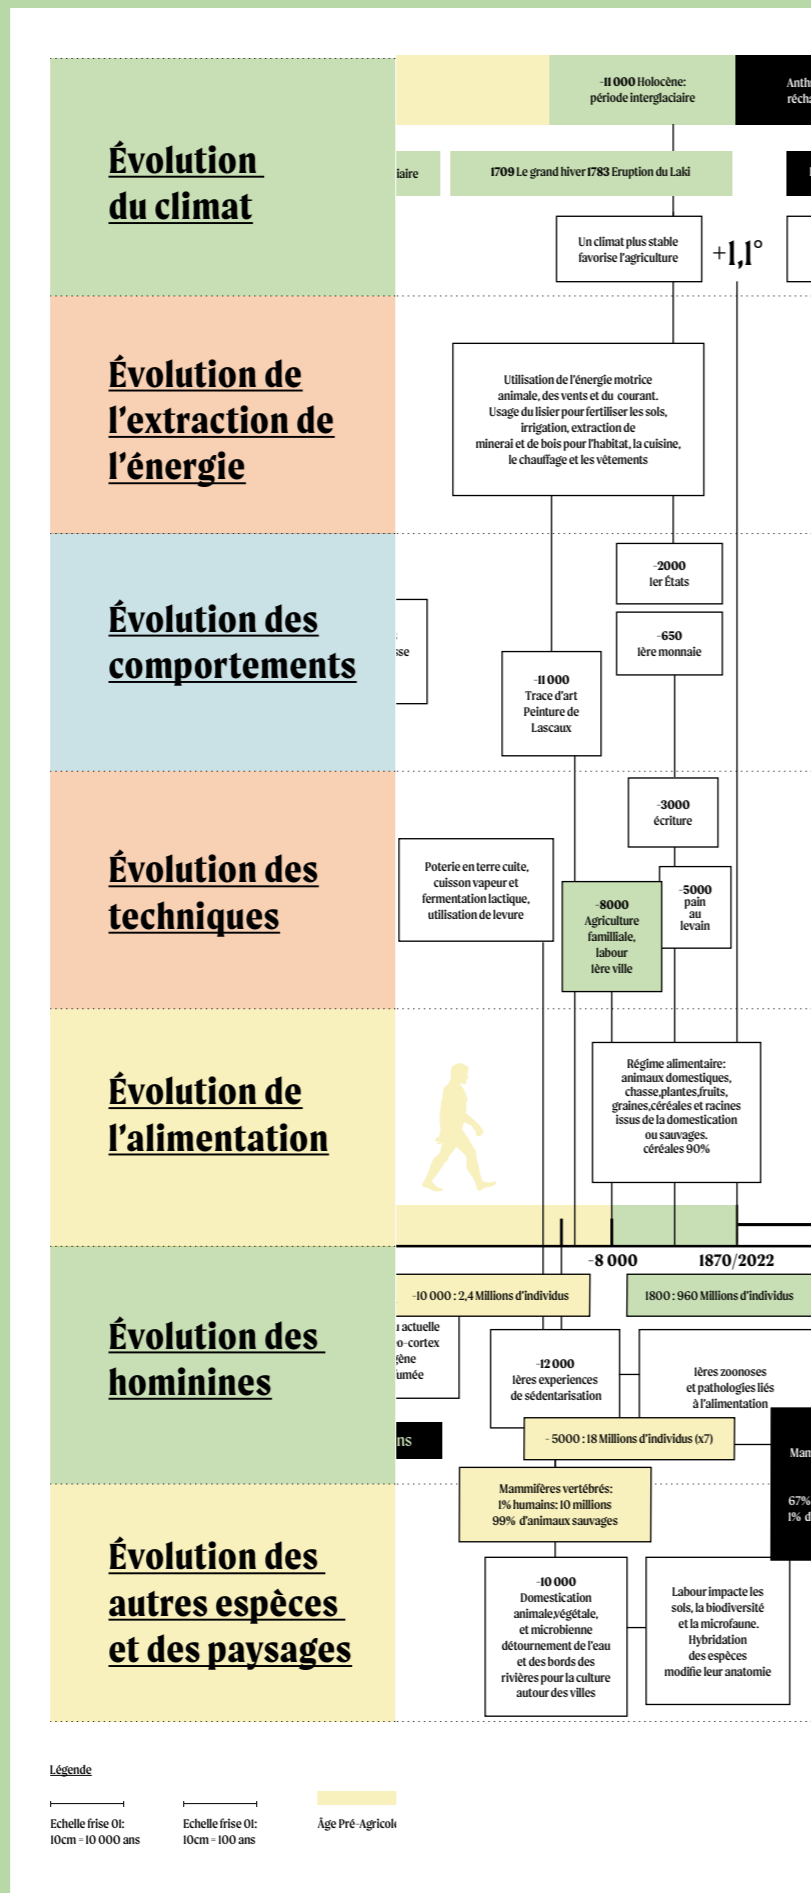 -11 000 Holocène:
période interglaciaire
Évolution
du climat
1709 Le grand hiver 1783 Eruption du Laki
Un climat plus stable
favorise l'agriculture
+1,1°
Évolution de
l'extraction de
l'énergie
Utilisation de l'énergie motrice
animale, des vents et du courant.
Usage du lisier pour fertiliser les sols,
irrigation, extraction de
minerai et de bois pour l'habitat, la cuisine,
le chauffage et les vêtements
Évolution des
comportements
-2000
1er États
-650
1ère monnaie
-11 000
Trace d'art
Peinture de
Lascaux
Évolution des
techniques
-3000
écriture
Poterie en terre cuite,
cuisson vapeur et
fermentation lactique,
utilisation de levure
-8000
Agriculture
familliale,
labour
1ère ville
-5000
pain
au
levain
Évolution de
l'alimentation
Régime alimentaire:
animaux domestiques,
chasse,plantes,fruits,
graines,céréales et racines
issus de la domestication
ou sauvages.
céréales 90%
-8 000
1870/2022
Évolution des
hominines
-10 000 : 2,4 Millions d'individus
1800 : 960 Millions d'individus
actuelle
-12 000
1ères experiences
de sédentarisation
1ères zoonoses
et pathologies liés
à l'alimentation
- 5000 : 18 Millions d'individus (x7)
67%
1% d
Évolution des
autres espèces
et des paysages
Mammifères vertébrés:
1% humains: 10 millions
99% d'animaux sauvages
-10 000
Domestication
animale,végétale,
et microbienne
détournement de l'eau
et des bords des
rivières pour la culture
autour des villes
Labour impacte les
sols, la biodiversité
et la microfaune.
Hybridation
des espèces
modifie leur anatomie
Légende
Echelle frise 01:
10cm = 10 000 ans
Echelle frise 01:
10cm = 100 ans
Âge Pré-Agricole